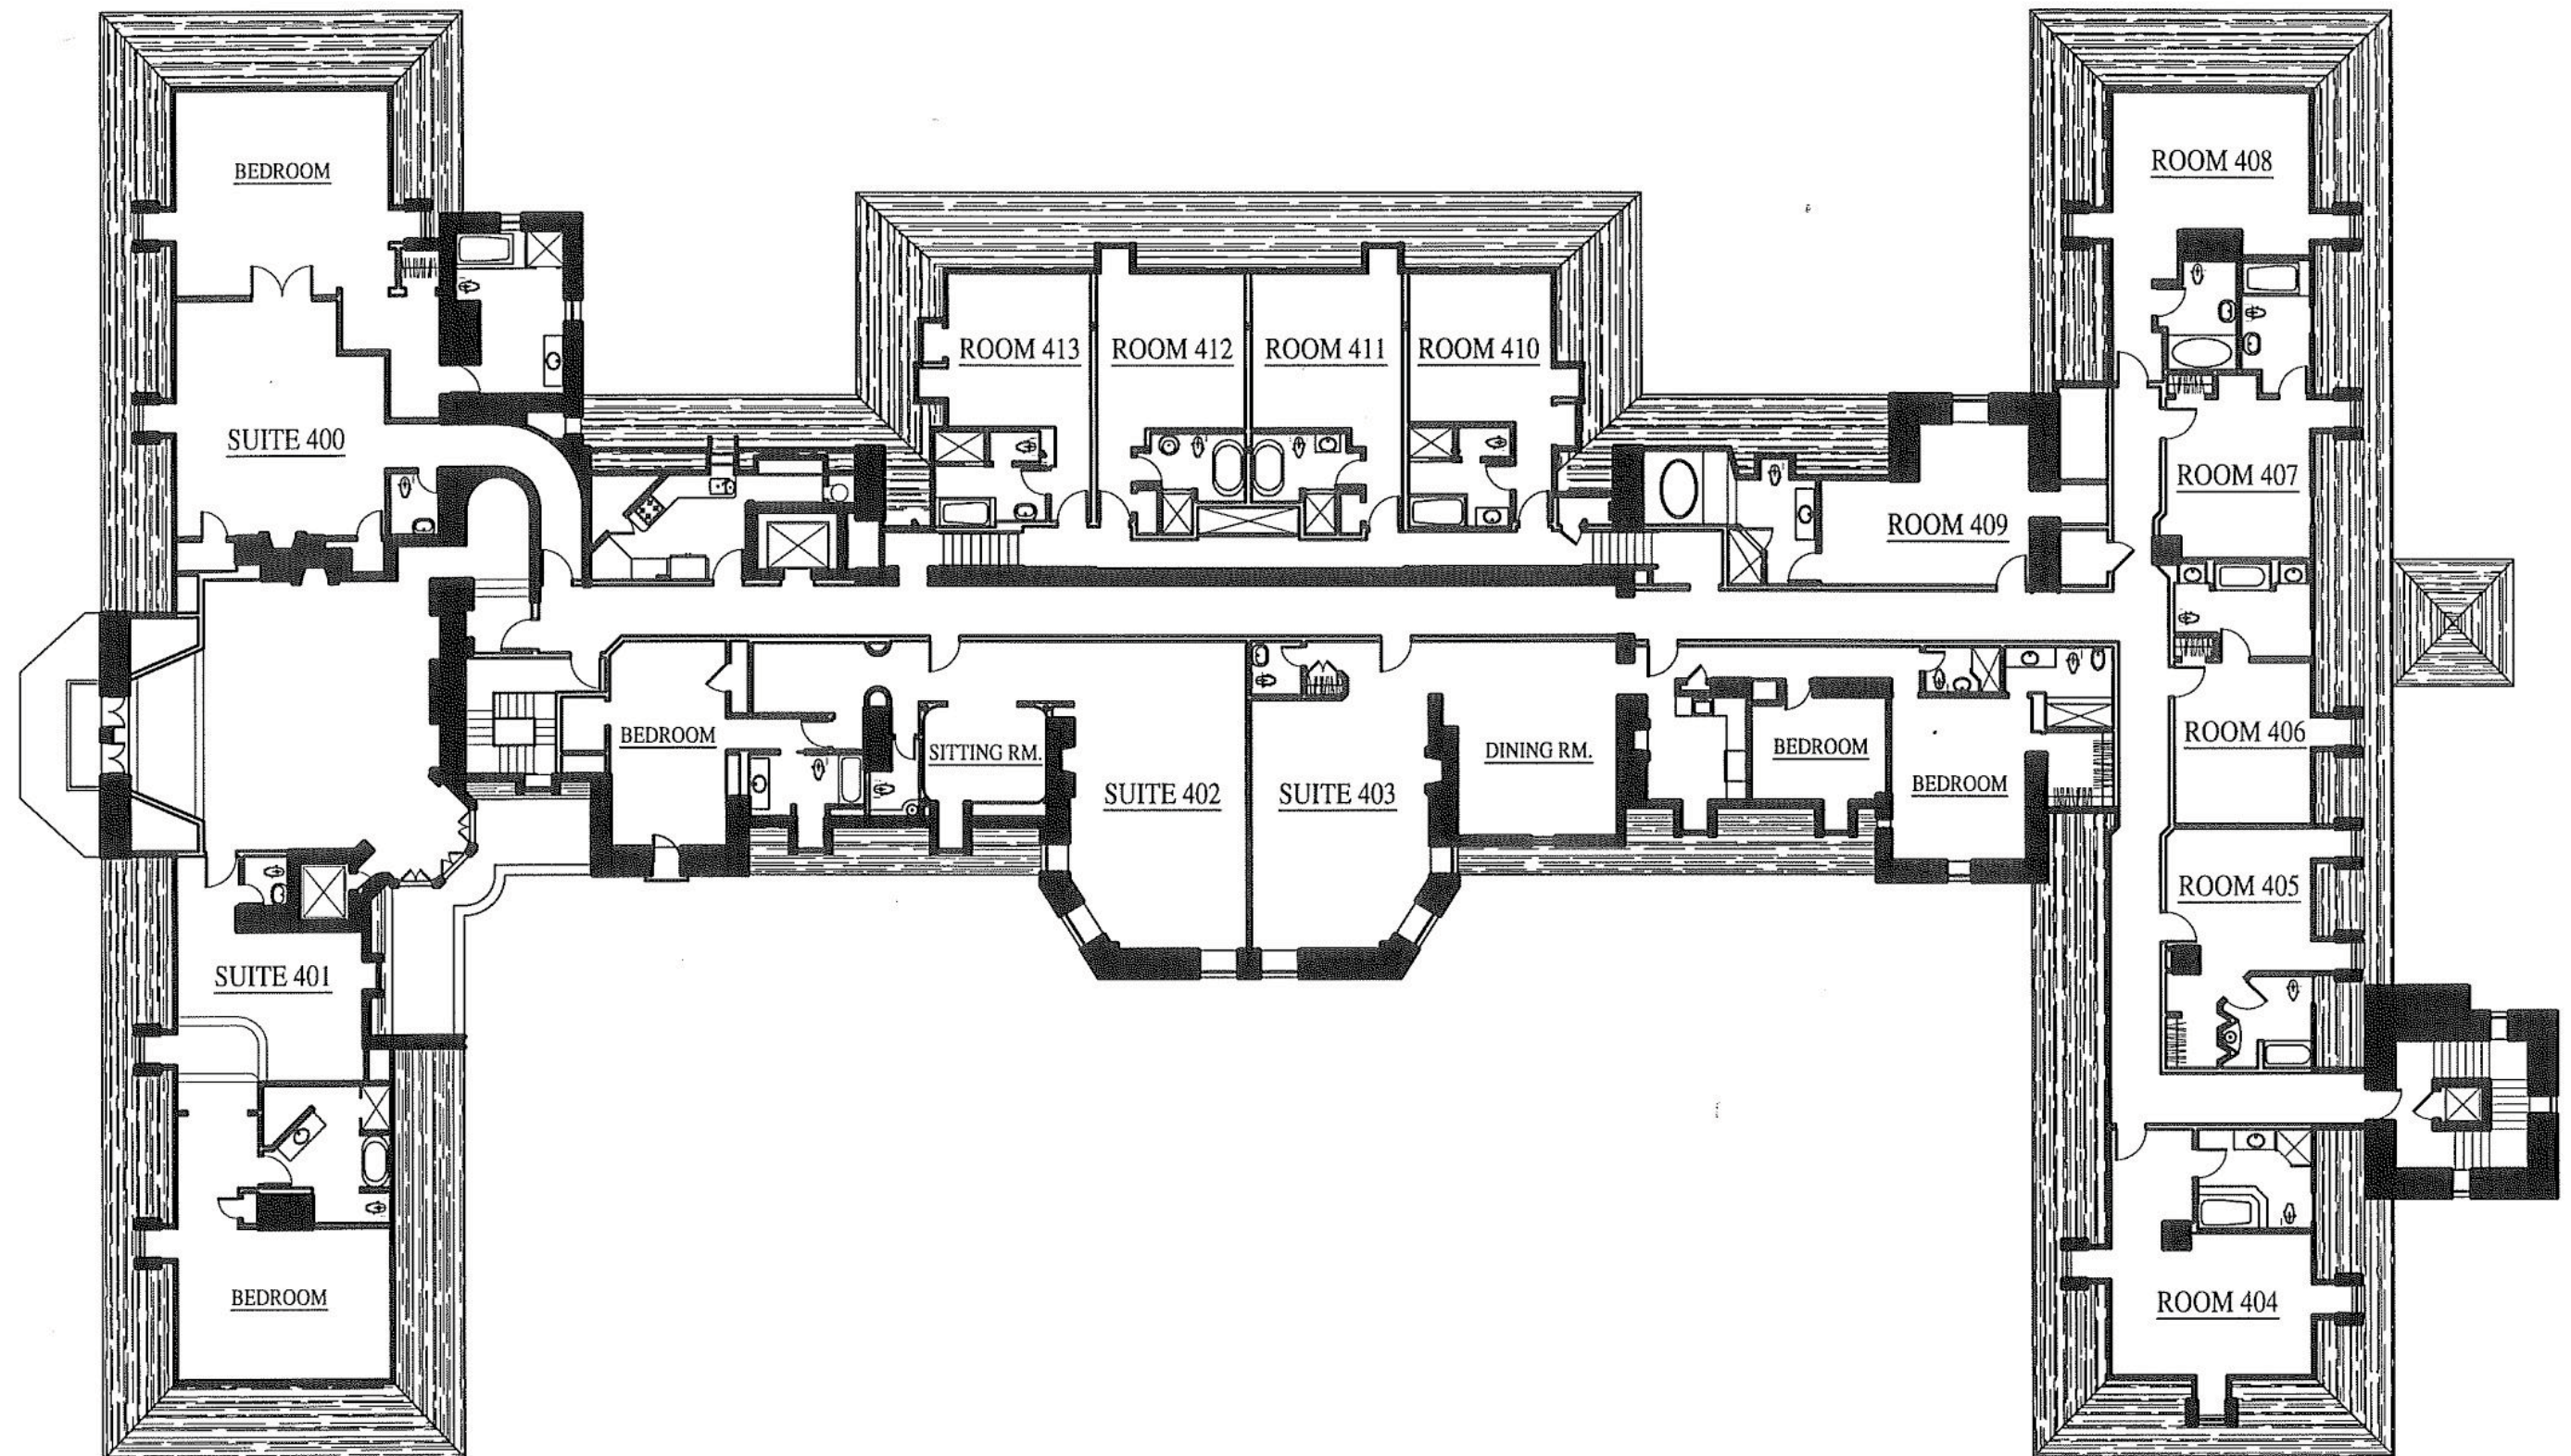 BEDROOM
ROOM 408
ROOM 413
ROOM 412
ROOM 411
ROOM 410
SUITE 400
ROOM 407
ROOM 409
BEDROOM
SITTING RM.
DINING RM.
BEDROOM
ROOM 406
BEDROOM
SUITE 402
SUITE 403
ROOM 405
SUITE 401
BEDROOM
ROOM 404